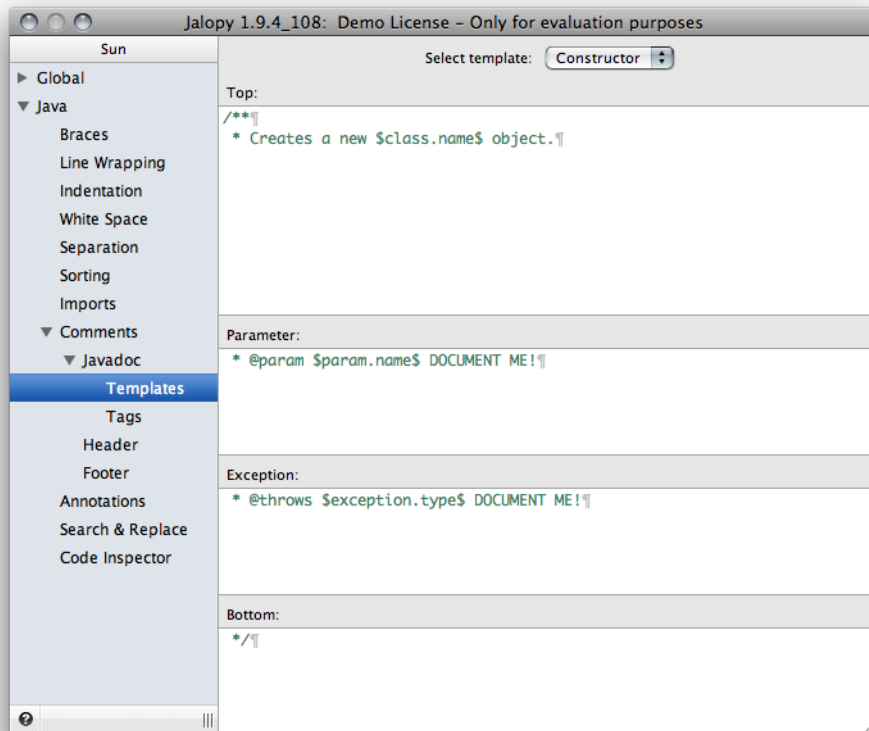 Jalopy 1.9.4_108: Demo License – Only for evaluation purposes
Sun
Global
Java
Braces
Line Wrapping
Indentation
White Space
Separation
Sorting
Imports
Comments
Javadoc
Templates
Tags
Header
Footer
Annotations
Search & Replace
Code Inspector
?
Select template: Constructor
Top:
/**¶
* Creates a new $class.name$ object.¶
Parameter:
* @param $param.name$ DOCUMENT ME!¶
Exception:
* @throws $exception.type$ DOCUMENT ME!¶
Bottom:
*/¶